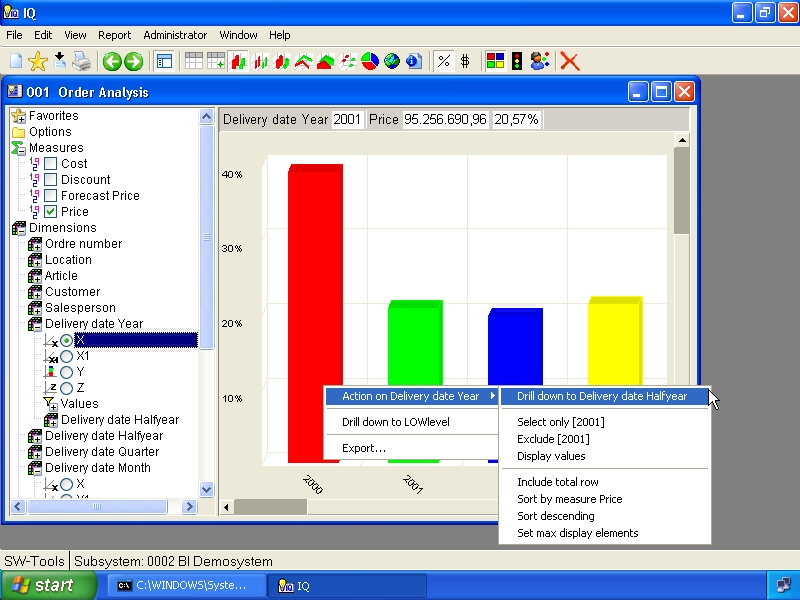 IQ
File Edit View Report Administrator Window Help
% $
001 Order Analysis
Favorites
Options
Measures
Cost
Discount
Forecast Price
Price
Dimensions
Ordre number
Location
Article
Customer
Salesperson
Delivery date Year
X
X1
Y
Z
Values
Delivery date Halfyear
Delivery date Halfyear
Delivery date Quarter
Delivery date Month
X
Delivery date Year 2001 Price 95.256.690,96 20,57%
40%
30%
20%
10%
2000
2001
Action on Delivery date Year
Drill down to LOWlevel
Export...
Drill down to Delivery date Halfyear
Select only [2001]
Exclude [2001]
Display values
Include total row
Sort by measure Price
Sort descending
Set max display elements
SW-Tools Subsystem: 0002 BI Demosystem
start C:\WINDOWS\Syste... IQ